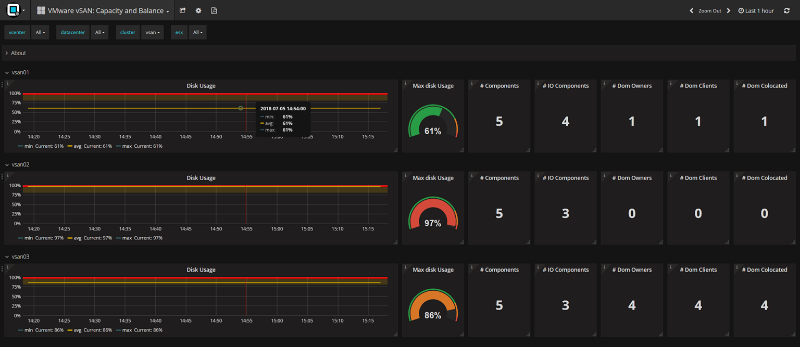 VMware vSAN: Capacity and Balance
Zoom Out
Last 1 hour
vcenter All
datacenter All
cluster vsan
esx All
About
vsan01
Disk Usage
100%
75%
50%
25%
0%
14:20 14:25 14:30 14:35 14:40 14:45 14:50 14:55 15:00 15:05 15:10 15:15
2018-07-05 14:54:00
min: 61%
avg: 61%
max: 61%
min Current: 61% avg Current: 61% max Current: 61%
Max disk Usage
61%
# Components
5
# IO Components
4
# Dom Owners
1
# Dom Clients
1
# Dom Colocated
1
vsan02
Disk Usage
100%
75%
50%
25%
0%
14:20 14:25 14:30 14:35 14:40 14:45 14:50 14:55 15:00 15:05 15:10 15:15
min Current: 97% avg Current: 97% max Current: 97%
Max disk Usage
97%
# Components
5
# IO Components
3
# Dom Owners
0
# Dom Clients
0
# Dom Colocated
0
vsan03
Disk Usage
100%
75%
50%
25%
0%
14:20 14:25 14:30 14:35 14:40 14:45 14:50 14:55 15:00 15:05 15:10 15:15
min Current: 86% avg Current: 86% max Current: 86%
Max disk Usage
86%
# Components
5
# IO Components
3
# Dom Owners
4
# Dom Clients
4
# Dom Colocated
4